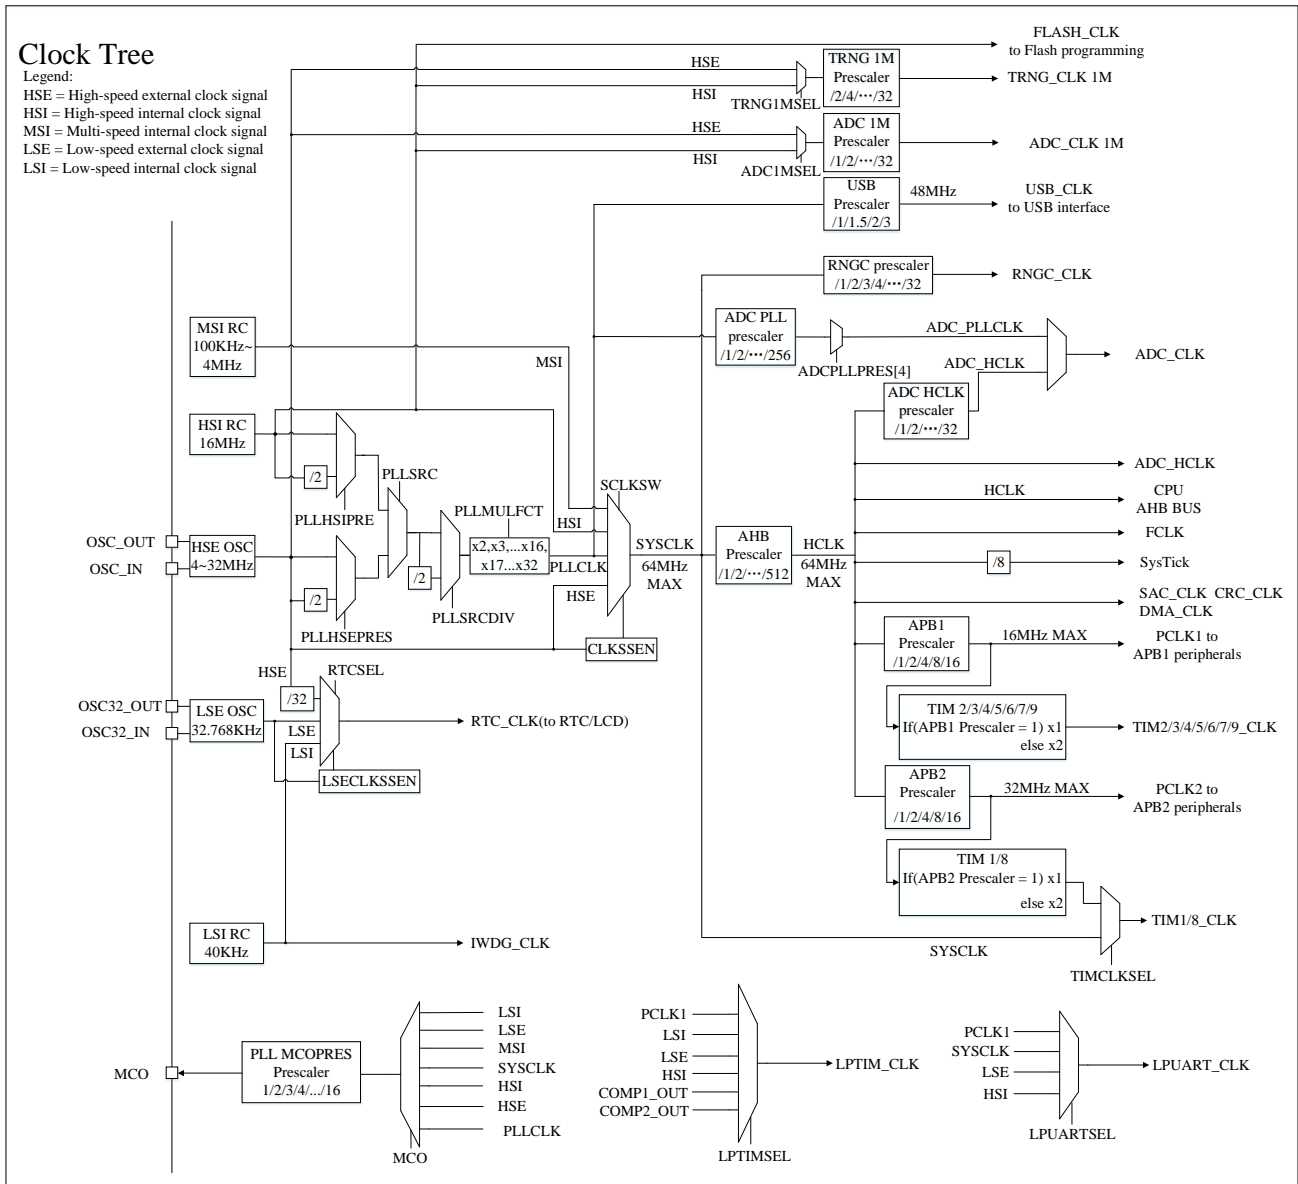 Clock Tree
Legend:
HSE = High-speed external clock signal
HSI = High-speed internal clock signal
MSI = Multi-speed internal clock signal
LSE = Low-speed external clock signal
LSI = Low-speed internal clock signal
FLASH_CLK
to Flash programming
HSE
HSI
TRNG1MSEL
TRNG 1M
Prescaler
/2/4/···/32
TRNG_CLK 1M
HSE
HSI
ADC1MSEL
ADC 1M
Prescaler
/1/2/···/32
ADC_CLK 1M
USB
Prescaler
/1/1.5/2/3
48MHz
USB_CLK
to USB interface
RNGC prescaler
/1/2/3/4/···/32
RNGC_CLK
MSI RC
100KHz~
4MHz
MSI
ADC PLL
prescaler
/1/2/···/256
ADCPLLPRES[4]
ADC_PLLCLK
ADC_HCLK
ADC_CLK
ADC HCLK
prescaler
/1/2/···/32
HSI RC
16MHz
/2
PLLHSIPRE
PLLSRC
PLLMULFCT
x2,x3,...x16,
x17...x32
SCLKSW
HSI
PLLCLK
HSE
SYSCLK
64MHz
MAX
AHB
Prescaler
/1/2/···/512
HCLK
64MHz
MAX
ADC_HCLK
HCLK
CPU
AHB BUS
FCLK
/8
SysTick
SAC_CLK CRC_CLK
DMA_CLK
OSC_OUT
OSC_IN
HSE OSC
4~32MHz
/2
PLLHSEPRES
/2
PLLSRCDIV
CLKSSEN
APB1
Prescaler
/1/2/4/8/16
16MHz MAX
PCLK1 to
APB1 peripherals
HSE
/32
RTCSEL
OSC32_OUT
OSC32_IN
LSE OSC
32.768KHz
LSE
LSI
RTC_CLK(to RTC/LCD)
LSECLKSSEN
TIM 2/3/4/5/6/7/9
If(APB1 Prescaler = 1) x1
else x2
TIM2/3/4/5/6/7/9_CLK
APB2
Prescaler
/1/2/4/8/16
32MHz MAX
PCLK2 to
APB2 peripherals
TIM 1/8
If(APB2 Prescaler = 1) x1
else x2
TIM1/8_CLK
SYSCLK
TIMCLKSEL
LSI RC
40KHz
IWDG_CLK
MCO
PLL MCOPRES
Prescaler
1/2/3/4/.../16
LSI
LSE
MSI
SYSCLK
HSI
HSE
PLLCLK
MCO
PCLK1
LSI
LSE
HSI
COMP1_OUT
COMP2_OUT
LPTIM_CLK
LPTIMSEL
PCLK1
SYSCLK
LSE
HSI
LPUART_CLK
LPUARTSEL